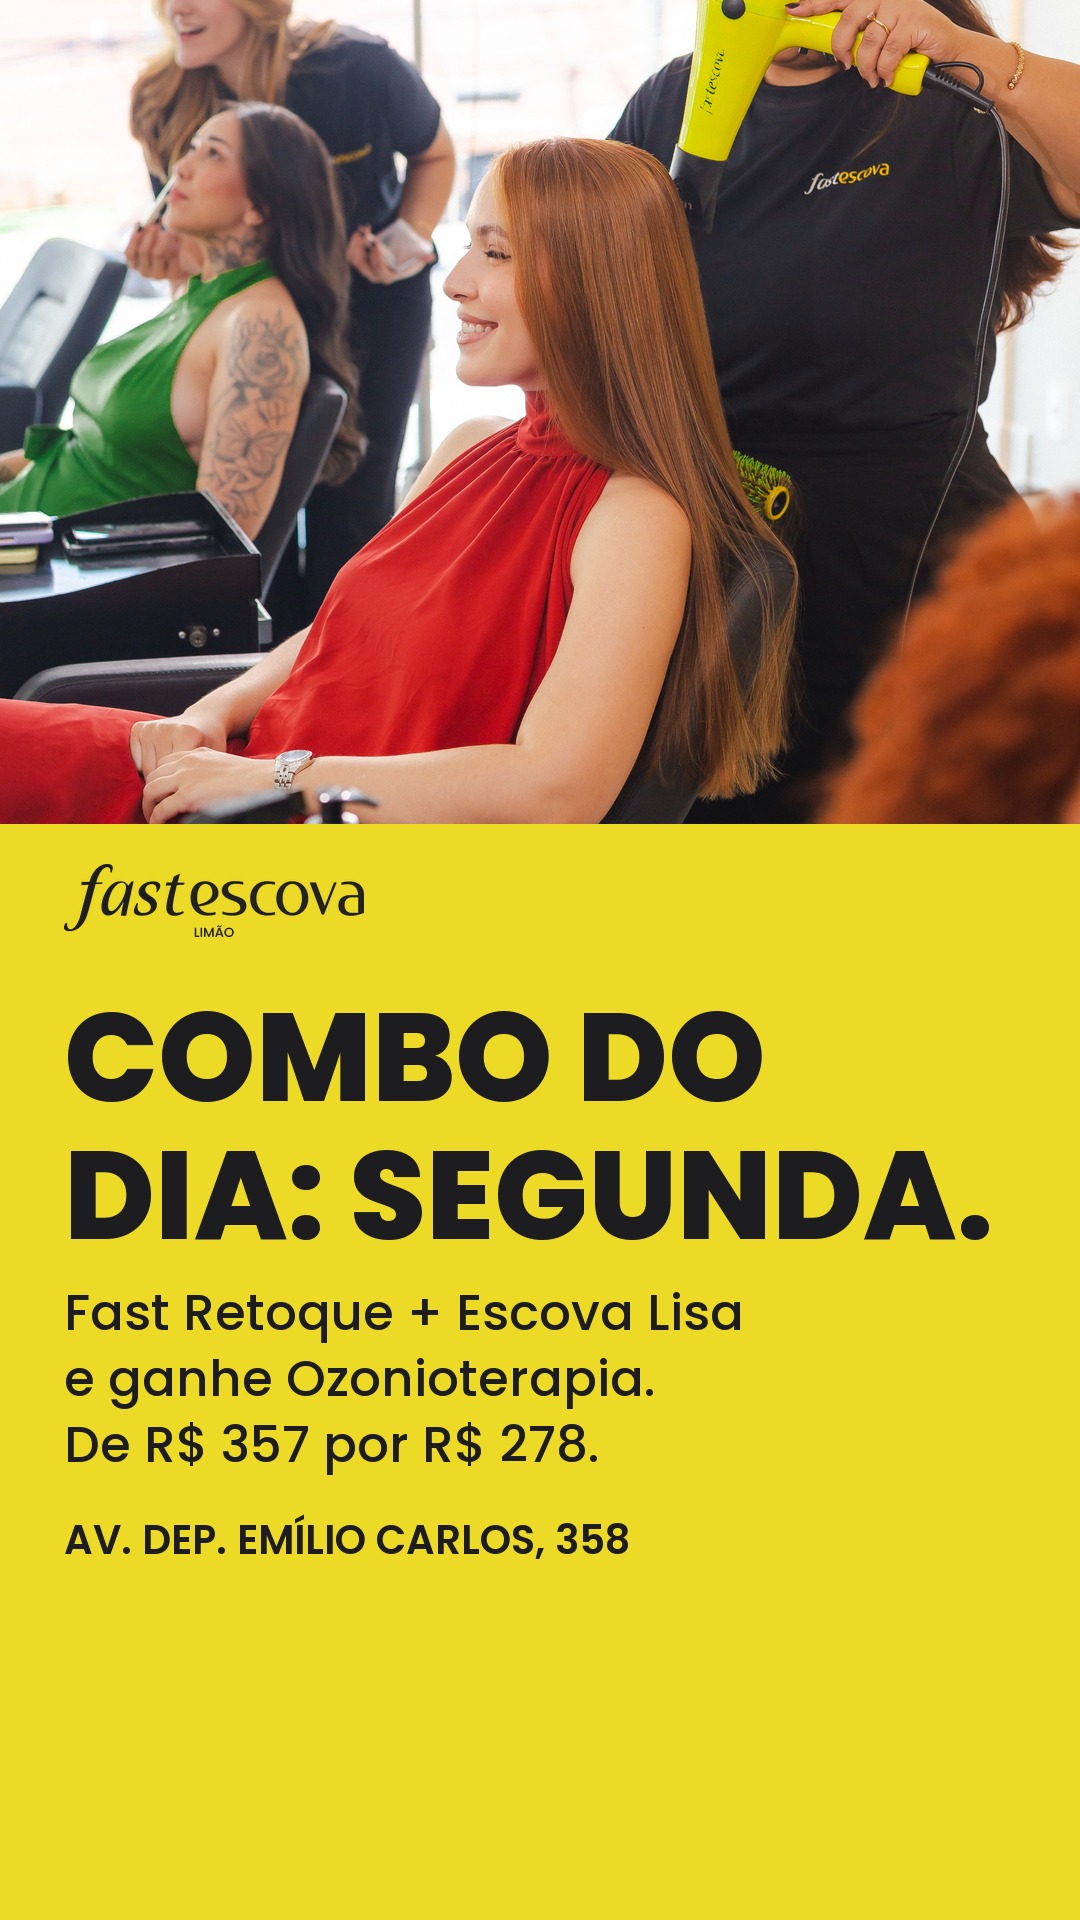 fastescova
fastescova
fastescova
LIMÃO
COMBO DO
DIA: SEGUNDA.
Fast Retoque + Escova Lisa
e ganhe Ozonioterapia.
De R$ 357 por R$ 278.
AV. DEP. EMÍLIO CARLOS, 358